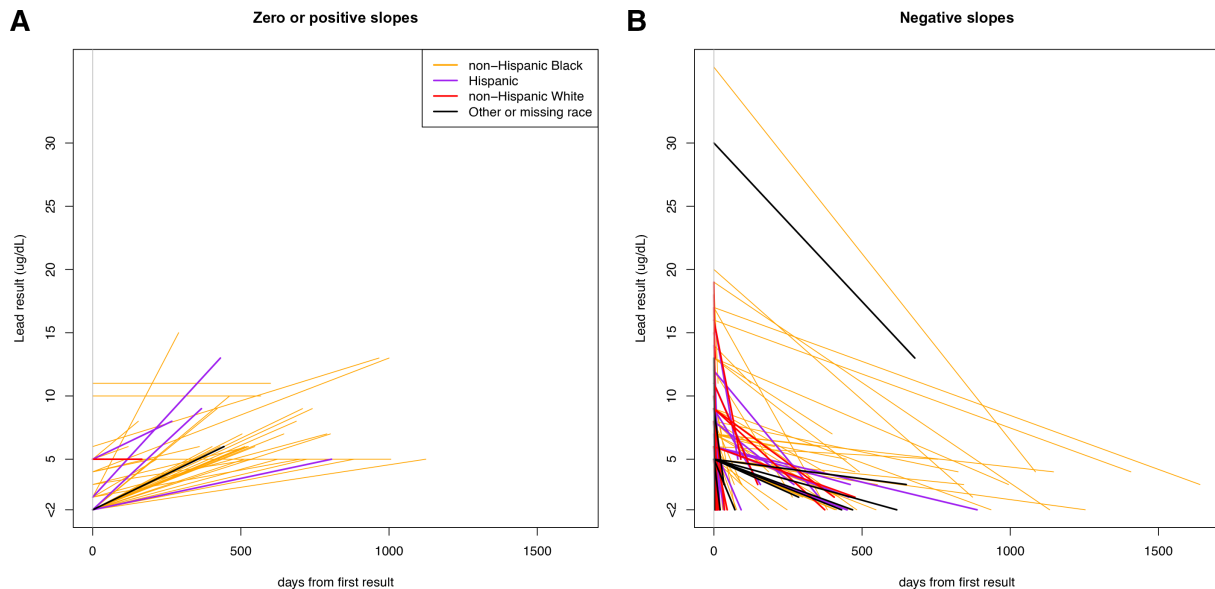 A
Zero or positive slopes
non−Hispanic Black
Hispanic
non−Hispanic White
Other or missing race
Lead result (ug/dL)
30
25
20
15
10
5
<2
0
500
1000
1500
days from first result
B
Negative slopes
Lead result (ug/dL)
30
25
20
15
10
5
<2
0
500
1000
1500
days from first result